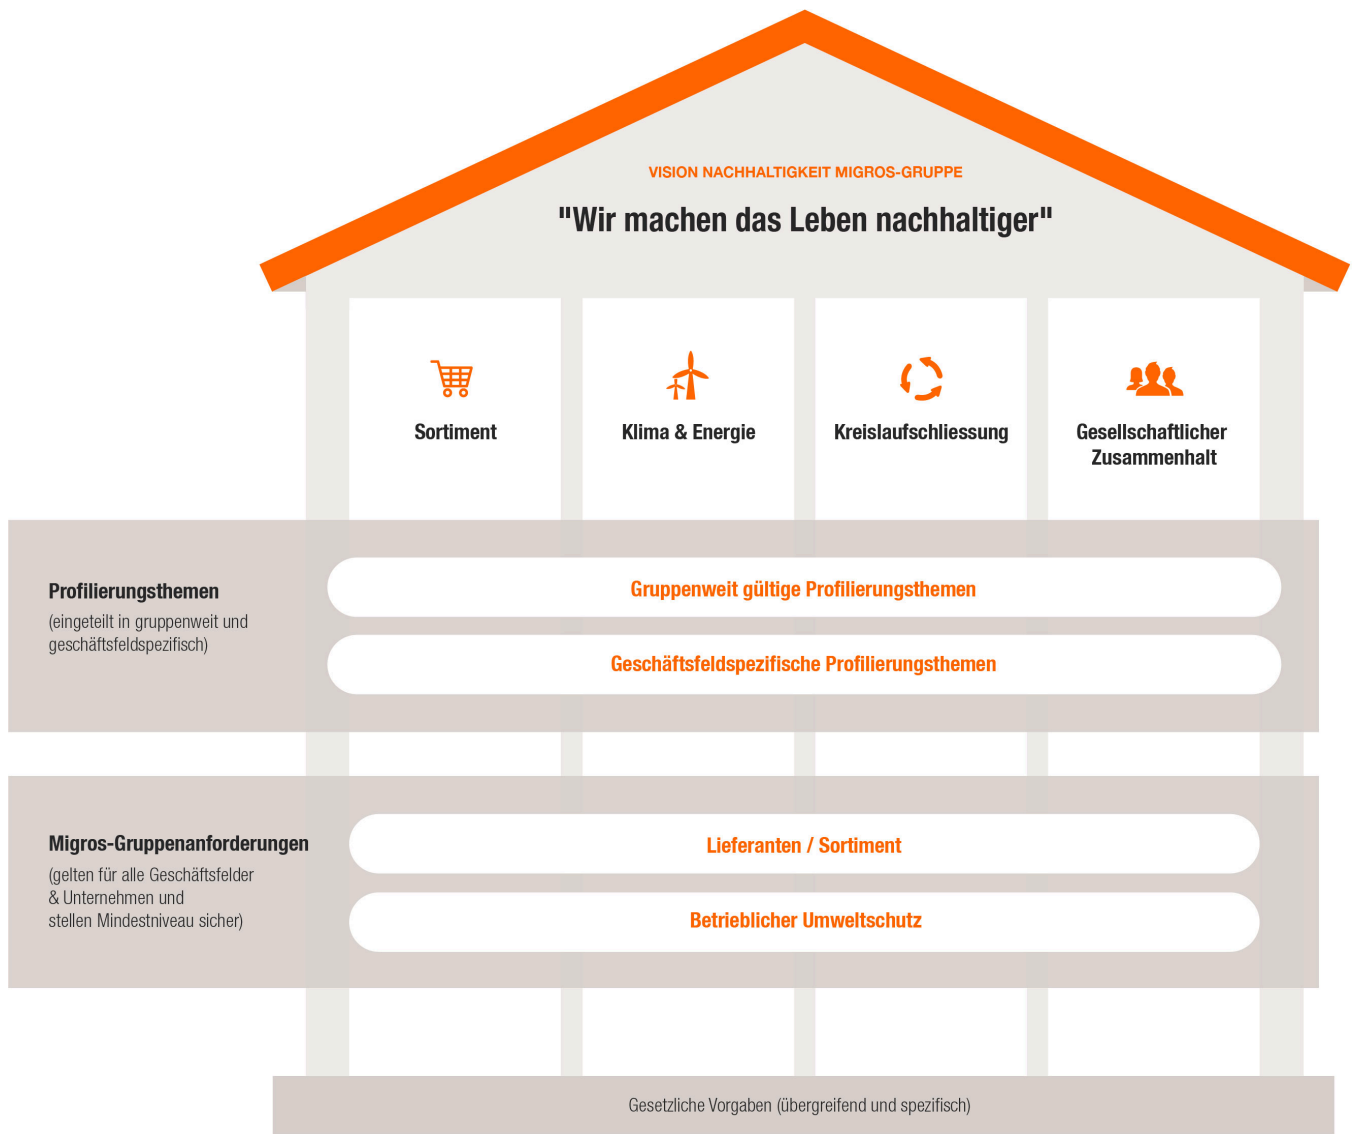 VISION NACHHALTIGKEIT MIGROS-GRUPPE
"Wir machen das Leben nachhaltiger"
Sortiment
Klima & Energie
Kreislaufschliessung
Gesellschaftlicher
Zusammenhalt
Profilierungsthemen
(eingeteilt in gruppenweit und
geschäftsfeldspezifisch)
Gruppenweit gültige Profilierungsthemen
Geschäftsfeldspezifische Profilierungsthemen
Migros-Gruppenanforderungen
(gelten für alle Geschäftsfelder
& Unternehmen und
stellen Mindestniveau sicher)
Lieferanten / Sortiment
Betrieblicher Umweltschutz
Gesetzliche Vorgaben (übergreifend und spezifisch)